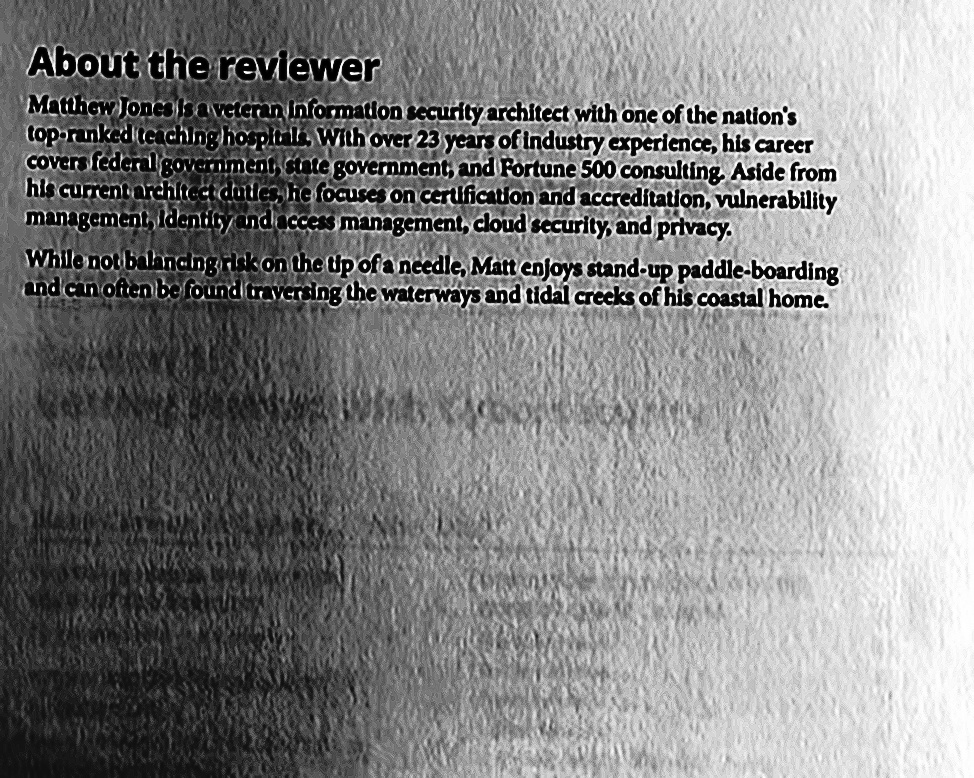 About the reviewer
Matthew Jones is a veteran information security architect with one of the nation's
top-ranked teaching hospitals. With over 23 years of industry experience, his career
covers federal government, state government, and Fortune 500 consulting. Aside from
his current architect duties, he focuses on certification and accreditation, vulnerability
management, identity and access management, cloud security, and privacy.
While not balancing risk on the tip of a needle, Matt enjoys stand-up paddle-boarding
and can often be found traversing the waterways and tidal creeks of his coastal home.